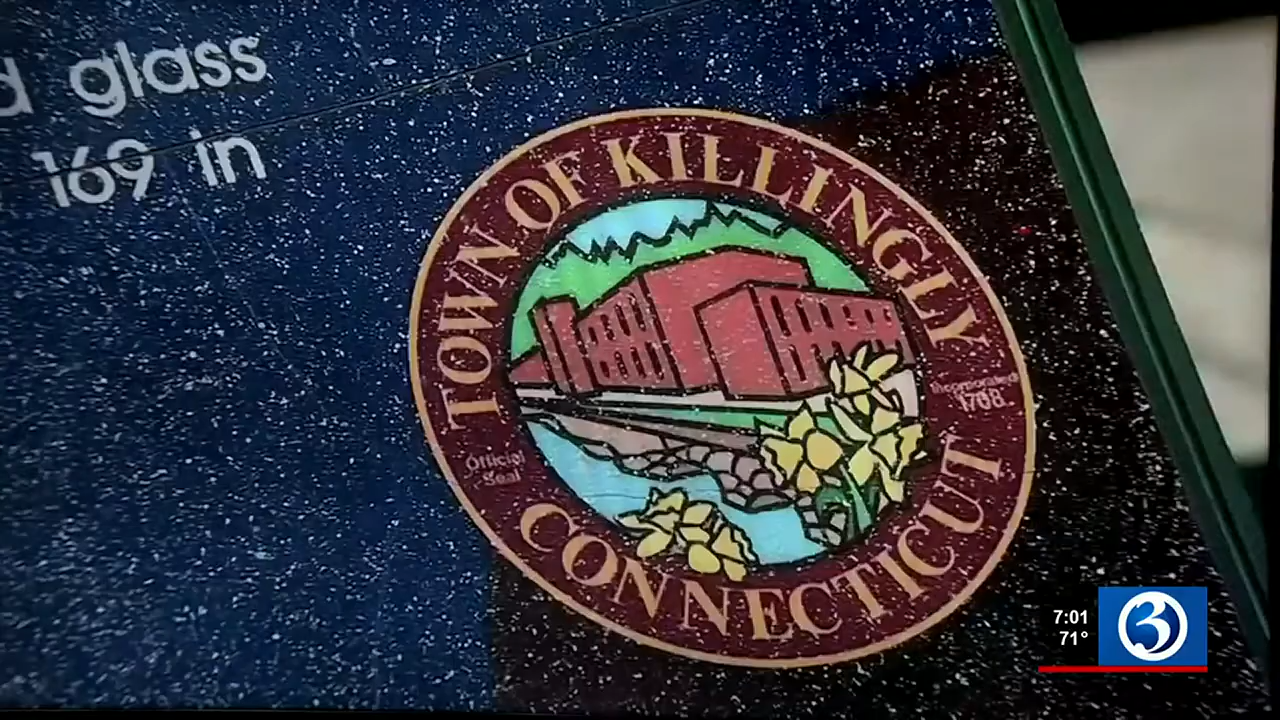 d glass
169 in
TOWN OF KILLINGLY
Incorporated
1708
Official
Seal
CONNECTICUT
7:01
71°
3